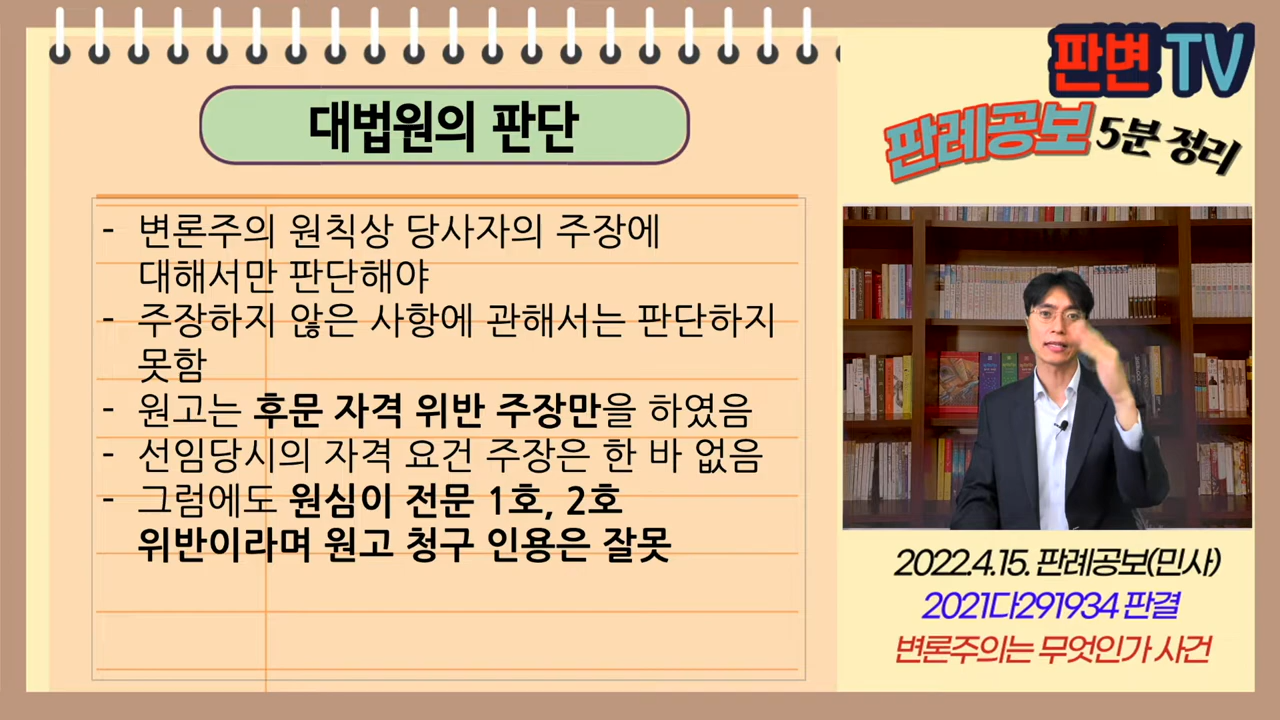 판변 TV
판례공보 5분 정리
대법원의 판단
- 변론주의 원칙상 당사자의 주장에
대해서만 판단해야
- 주장하지 않은 사항에 관해서는 판단하지
못함
- 원고는 후문 자격 위반 주장만을 하였음
- 선임당시의 자격 요건 주장은 한 바 없음
- 그럼에도 원심이 전문 1호, 2호
위반이라며 원고 청구 인용은 잘못
2022.4.15. 판례공보(민사)
2021다291934 판결
변론주의는 무엇인가 사건